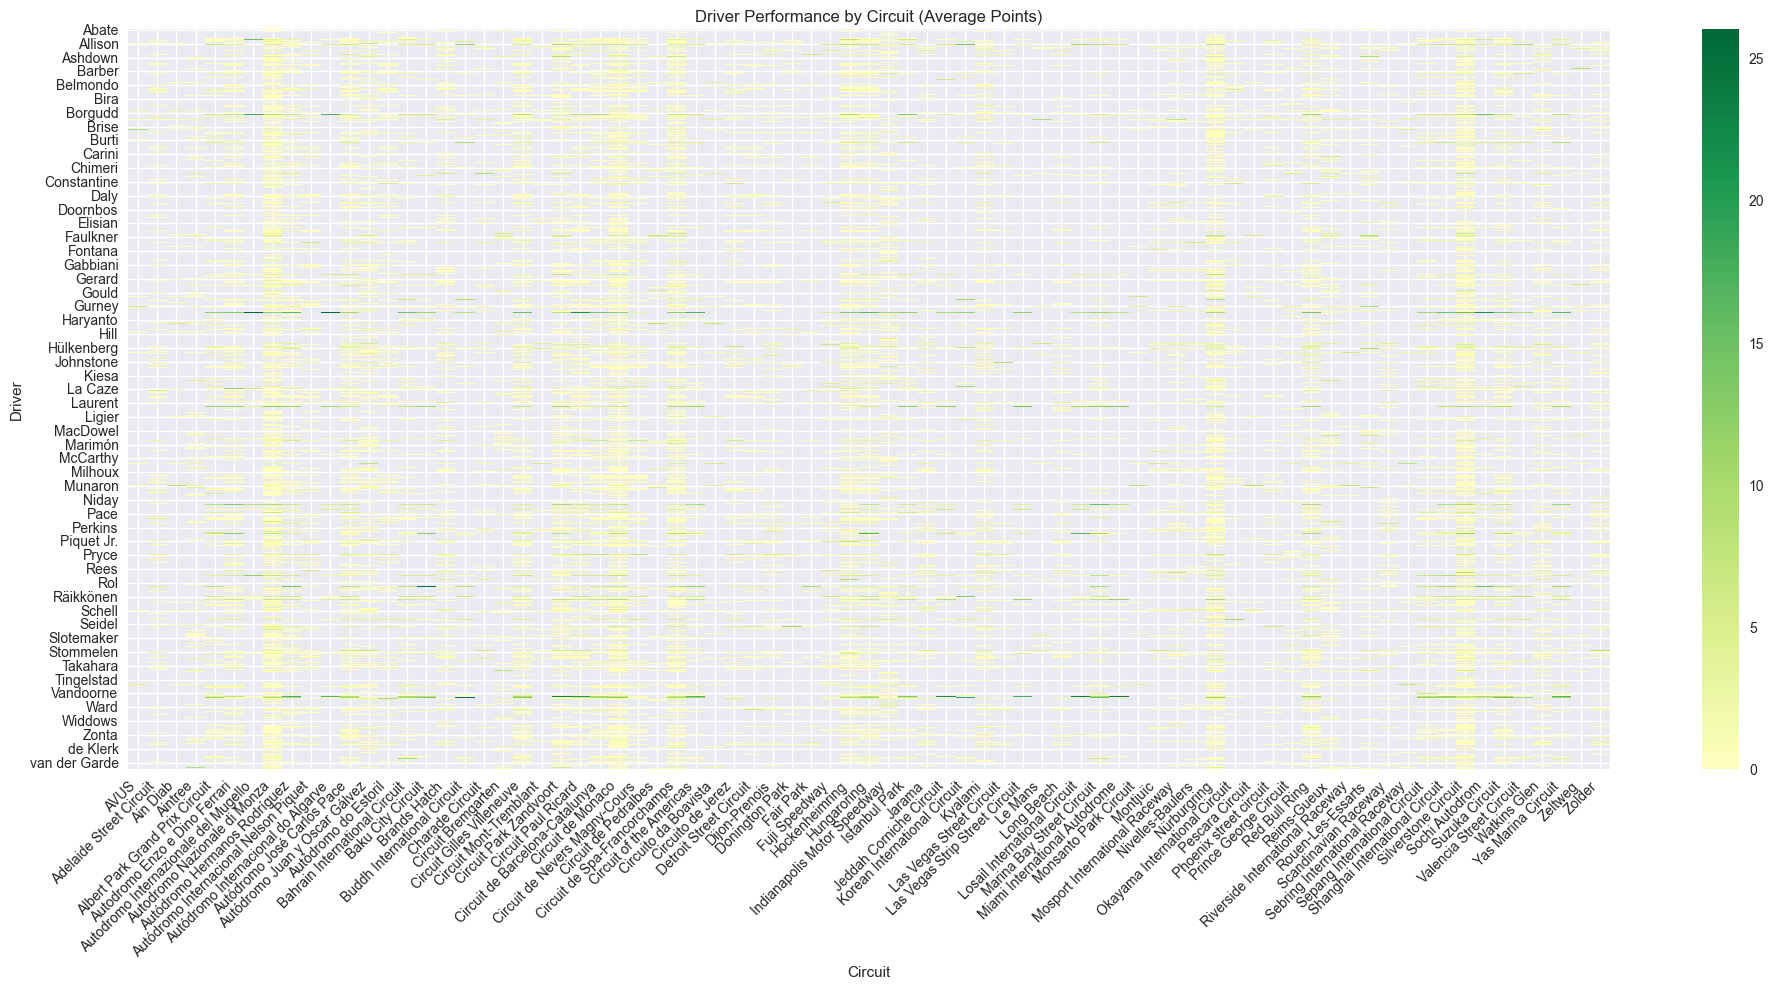 Driver Performance by Circuit (Average Points)
Driver
Abate
Allison
Ashdown
Barber
Belmondo
Bira
Borgudd
Brise
Burti
Carini
Chimeri
Constantine
Daly
Doornbos
Elisian
Faulkner
Fontana
Gabbiani
Gerard
Gould
Gurney
Haryanto
Hill
Hülkenberg
Johnstone
Kiesa
La Caze
Laurent
Ligier
MacDowel
Marimón
McCarthy
Milhoux
Munaron
Niday
Pace
Perkins
Piquet Jr.
Pryce
Rees
Rol
Räikkönen
Schell
Seidel
Slotemaker
Stommelen
Takahara
Tingelstad
Vandoorne
Ward
Widdows
Zonta
de Klerk
van der Garde
25
20
15
10
5
0
AVUS
Adelaide Street Circuit
Ain Diab
Aintree
Albert Park Grand Prix Circuit
Autodromo Enzo e Dino Ferrari
Autodromo Internazionale del Mugello
Autodromo Nazionale di Monza
Autódromo Hermanos Rodríguez
Autódromo Internacional Nelson Piquet
Autódromo Internacional do Algarve
Autódromo José Carlos Pace
Autódromo Juan y Oscar Gálvez
Autódromo do Estoril
Bahrain International Circuit
Baku City Circuit
Brands Hatch
Buddh International Circuit
Charade Circuit
Circuit Bremgarten
Circuit Gilles Villeneuve
Circuit Mont-Tremblant
Circuit Park Zandvoort
Circuit Paul Ricard
Circuit de Barcelona-Catalunya
Circuit de Monaco
Circuit de Nevers Magny-Cours
Circuit de Pedralbes
Circuit de Spa-Francorchamps
Circuit of the Americas
Circuito da Boavista
Circuito de Jerez
Detroit Street Circuit
Dijon-Prenois
Donington Park
Fair Park
Fuji Speedway
Hockenheimring
Hungaroring
Indianapolis Motor Speedway
Istanbul Park
Jarama
Jeddah Corniche Circuit
Korean International Circuit
Kyalami
Las Vegas Street Circuit
Las Vegas Strip Street Circuit
Le Mans
Long Beach
Losail International Circuit
Marina Bay Street Circuit
Miami International Autodrome
Monsanto Park Circuit
Montjuic
Mosport International Raceway
Nivelles-Baulers
Nürburgring
Okayama International Circuit
Pescara Circuit
Phoenix street circuit
Prince George Circuit
Red Bull Ring
Reims-Gueux
Riverside International Raceway
Rouen-Les-Essarts
Scandinavian Raceway
Sebring International Raceway
Sepang International Circuit
Shanghai International Circuit
Silverstone Circuit
Sochi Autodrom
Suzuka Circuit
Valencia Street Circuit
Watkins Glen
Yas Marina Circuit
Zeltweg
Zolder
Circuit